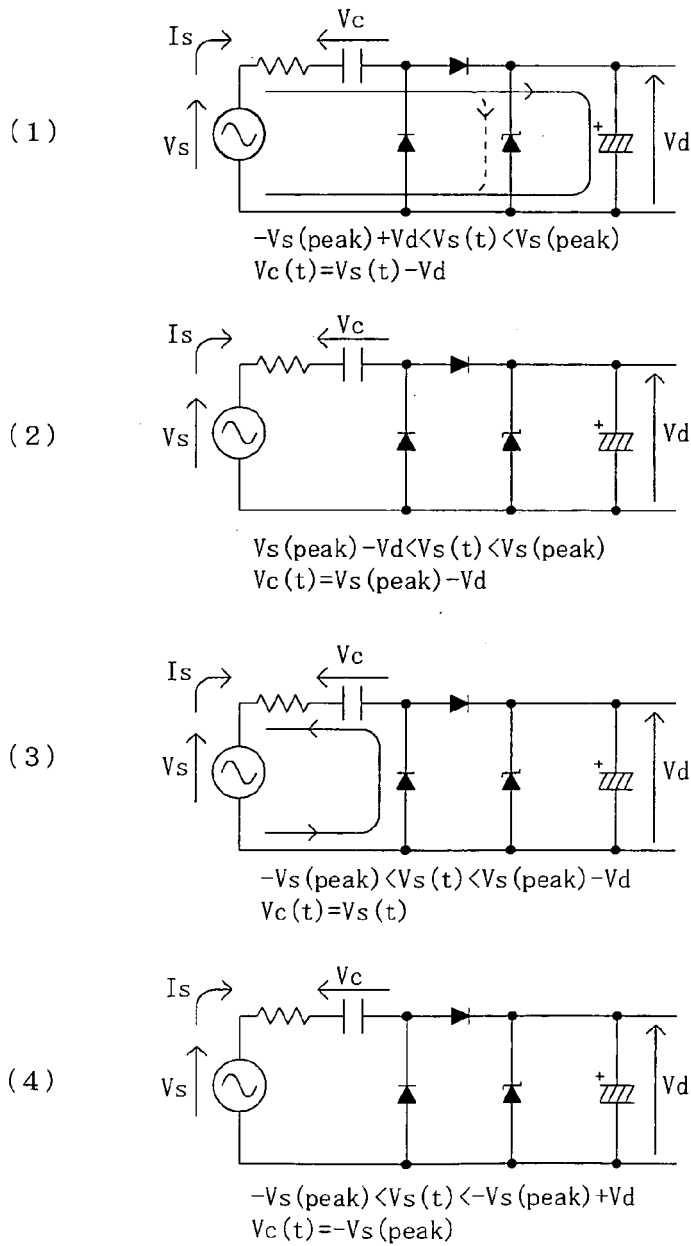 Vc
Is
(1)
Vs
+
Vd
-Vs(peak)+Vd<Vs(t)<Vs(peak)
Vc(t)=Vs(t)-Vd
Vc
Is
(2)
Vs
+
Vd
Vs(peak)-Vd<Vs(t)<Vs(peak)
Vc(t)=Vs(peak)-Vd
Vc
Is
(3)
Vs
+
Vd
-Vs(peak)<Vs(t)<Vs(peak)-Vd
Vc(t)=Vs(t)
Vc
Is
(4)
Vs
+
Vd
-Vs(peak)<Vs(t)<-Vs(peak)+Vd
Vc(t)=-Vs(peak)